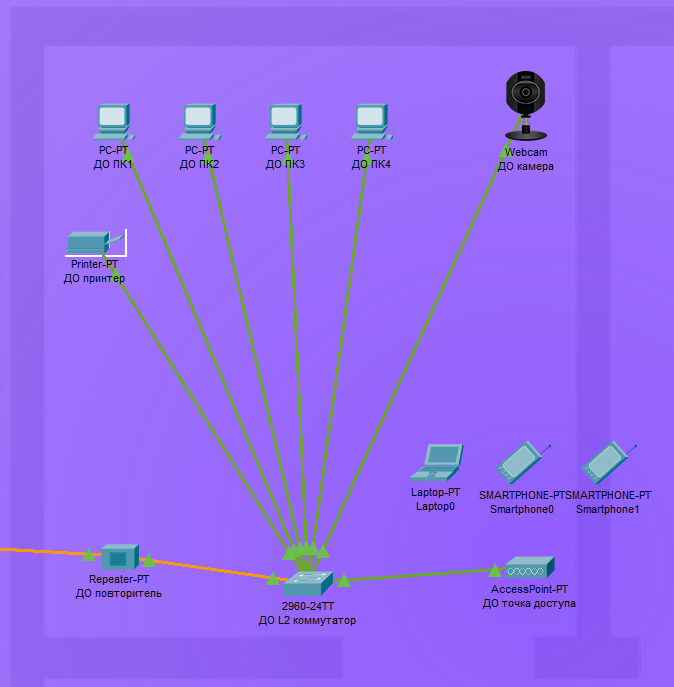 PC-PT
ДО ПК1
PC-PT
ДО ПК2
PC-PT
ДО ПК3
PC-PT
ДО ПК4
Webcam
ДО камера
Printer-PT
ДО принтер
Laptop-PT
Laptop0
SMARTPHONE-PT
Smartphone0
SMARTPHONE-PT
Smartphone1
Repeater-PT
ДО повторитель
2960-24TT
ДО L2 коммутатор
AccessPoint-PT
ДО точка доступа